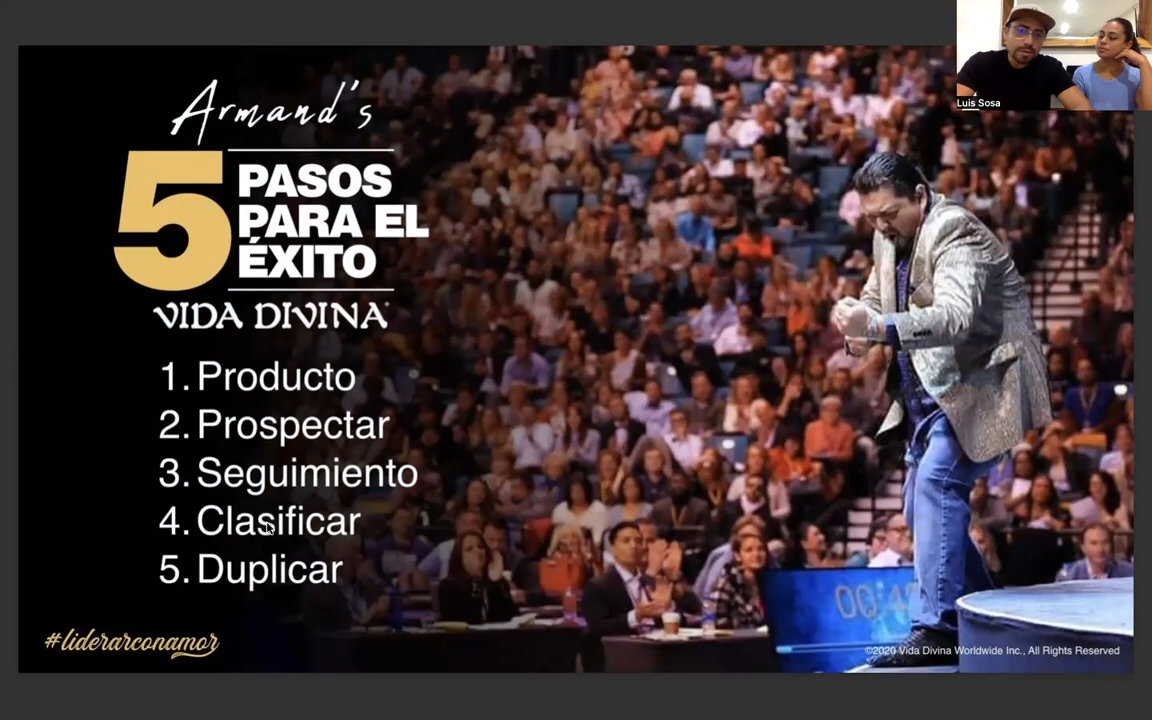 Armand's
5 PASOS
PARA EL
ÉXITO
VIDA DIVINA®
1. Producto
2. Prospectar
3. Seguimiento
4. Clasificar
5. Duplicar
#liderarconamor
©2020 Vida Divina Worldwide Inc., All Rights Reserved
Luis Sosa